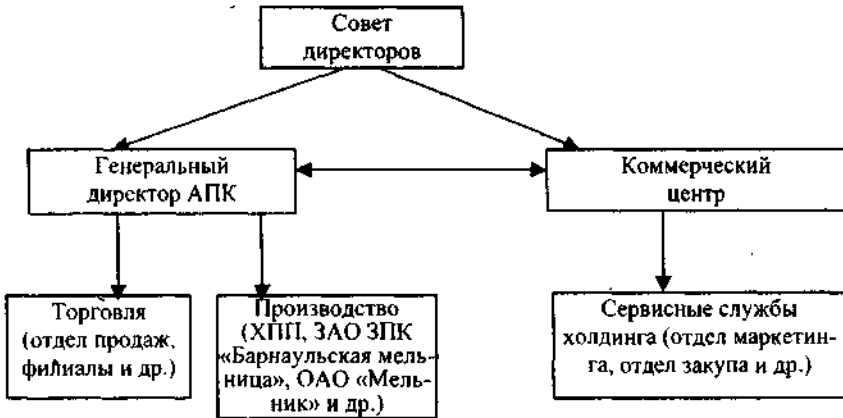 Совет
директоров
Генеральный
директор АПК
Коммерческий
центр
Торговля
(отдел продаж,
филиалы и др.)
Производство
(ХПП, ЗАО ЗПК
«Барнаульская мель-
ница», ОАО «Мель-
ник» и др.)
Сервисные службы
холдинга (отдел маркетин-
га, отдел закупа и др.)